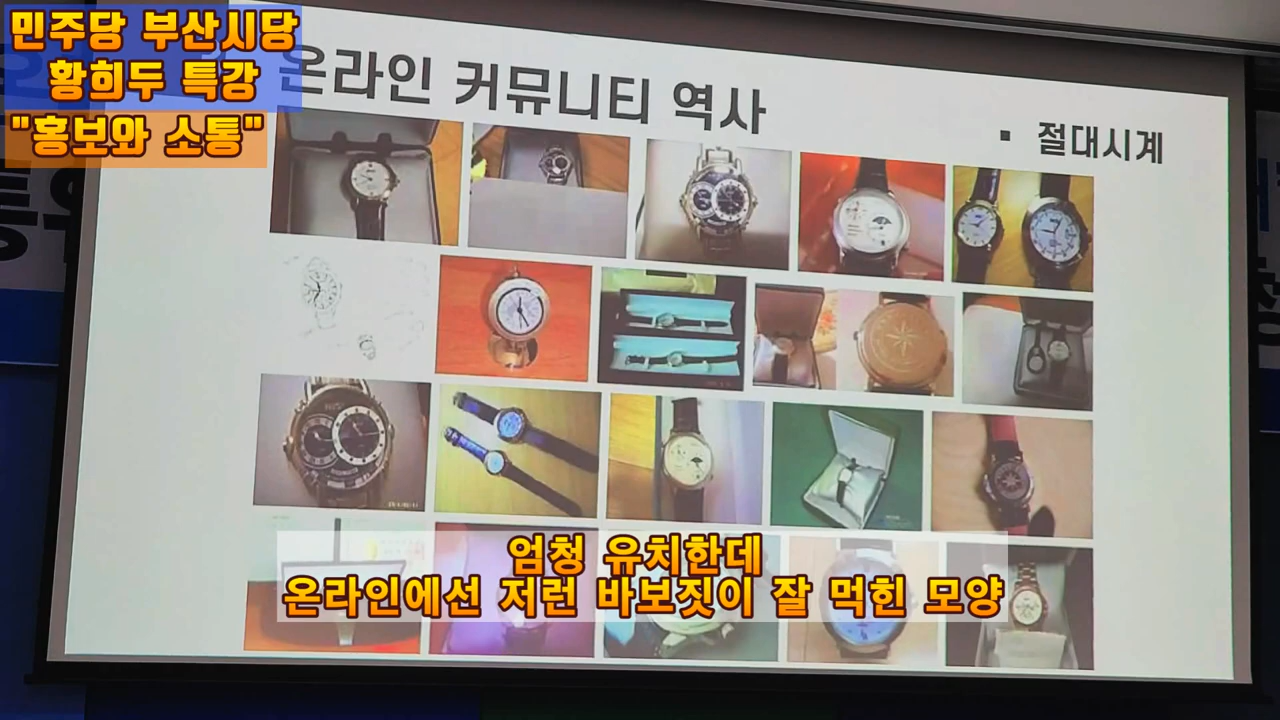 민주당 부산시당
황희두 특강
"홍보와 소통"
온라인 커뮤니티 역사
▪ 절대시계
엄청 유치한데
온라인에선 저런 바보짓이 잘 먹힌 모양